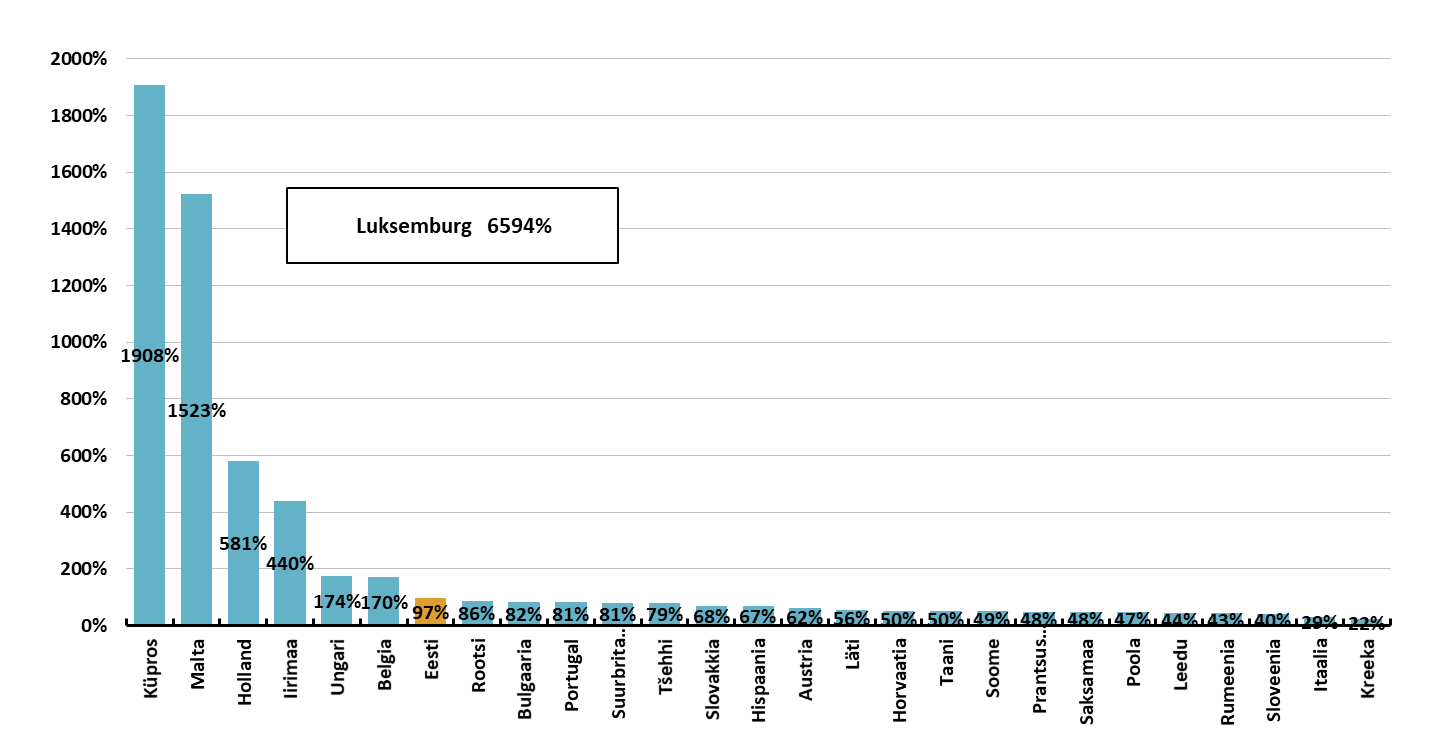 2000%
1800%
1600%
1400%
1200%
1000%
800%
600%
400%
200%
0%
Luksemburg 6594%
1908%
1523%
581%
440%
174%
170%
97%
86%
82%
81%
81%
79%
68%
67%
62%
56%
50%
50%
49%
48%
48%
47%
44%
43%
40%
29%
22%
Küpros
Malta
Holland
Iirimaa
Ungari
Belgia
Eesti
Rootsi
Bulgaaria
Portugal
Suurbrita…
Tšehhi
Slovakkia
Hispaania
Austria
Läti
Horvaatia
Taani
Soome
Prantsus…
Saksamaa
Poola
Leedu
Rumeenia
Sloveenia
Itaalia
Kreeka